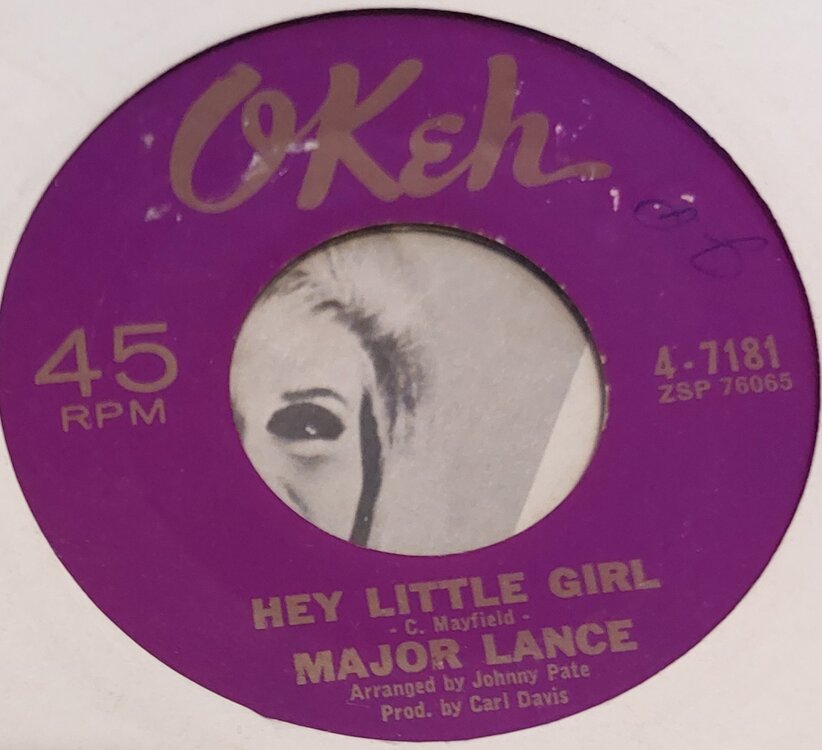 OKeh
45
RPM
4-7181
ZSP 76065
HEY LITTLE GIRL
- C. Mayfield -
MAJOR LANCE
Arranged by Johnny Pate
Prod. by Carl Davis